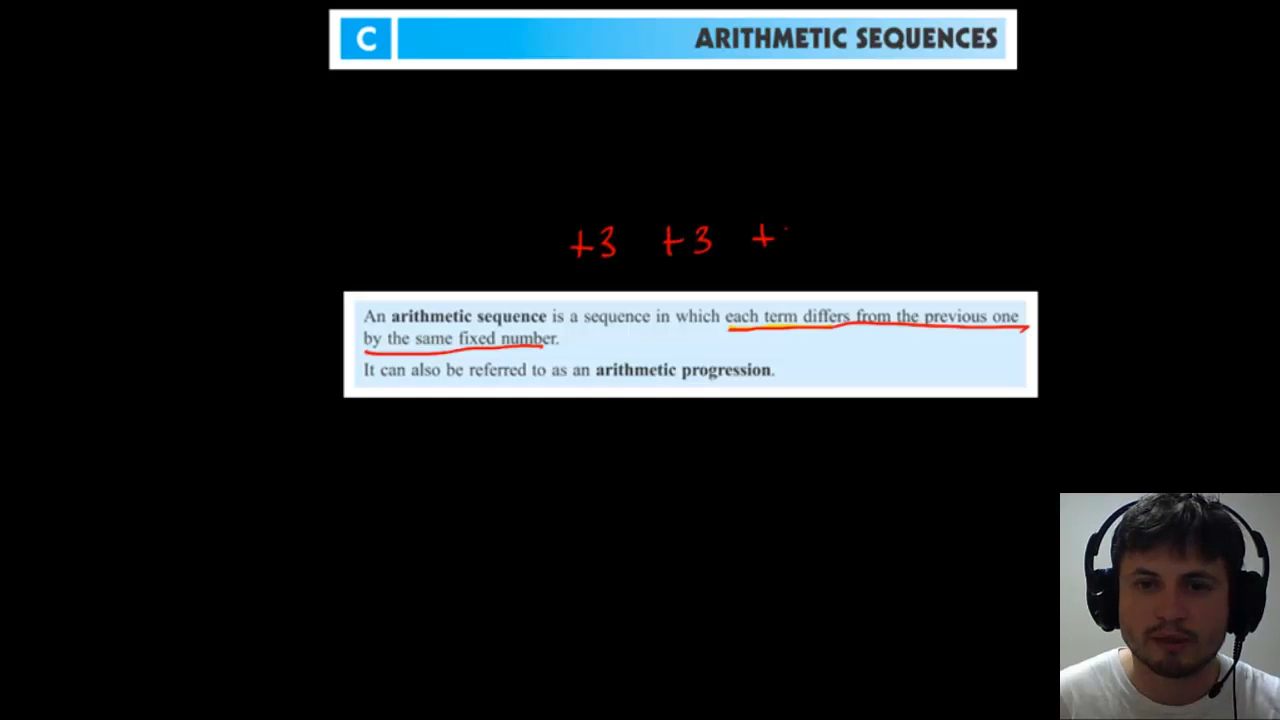 C
ARITHMETIC SEQUENCES
+3 +3 +
An arithmetic sequence is a sequence in which each term differs from the previous one
by the same fixed number.
It can also be referred to as an arithmetic progression.